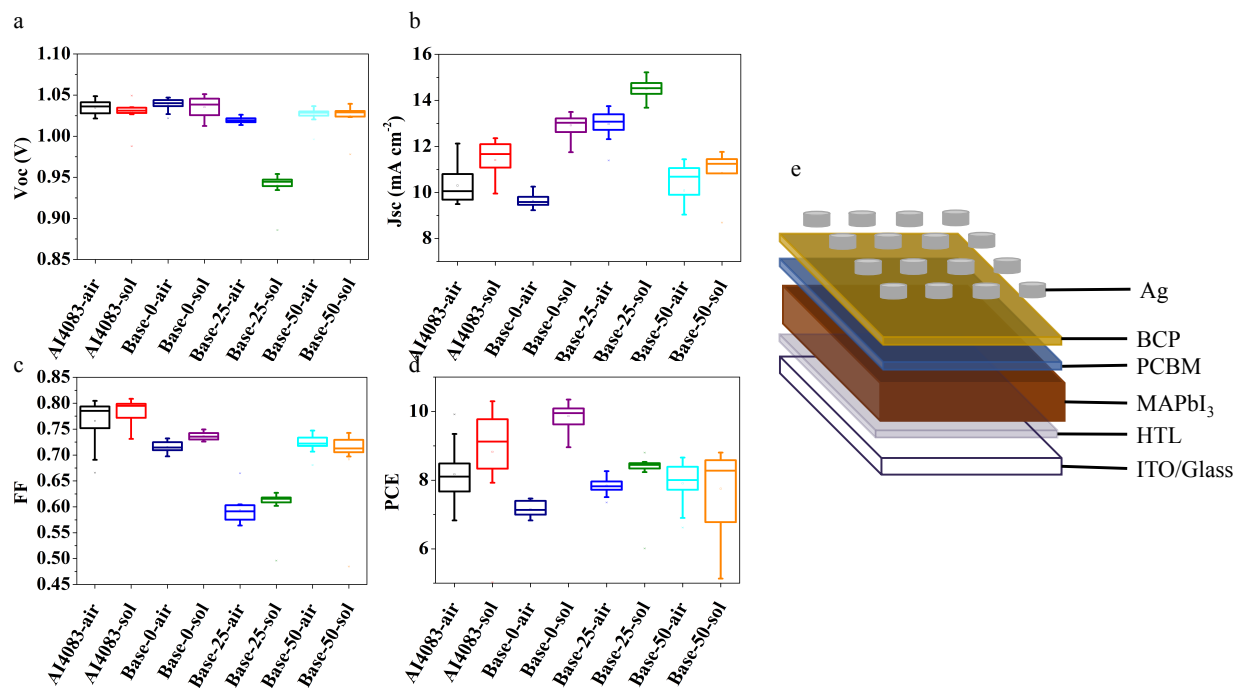 a
1.10
1.05
1.00
0.95
0.90
0.85
Voc (V)
AI4083-air
AI4083-sol
Base-0-air
Base-0-sol
Base-25-air
Base-25-sol
Base-50-air
Base-50-sol
b
16
14
12
10
8
Jsc (mA cm⁻²)
AI4083-air
AI4083-sol
Base-0-air
Base-0-sol
Base-25-air
Base-25-sol
Base-50-air
Base-50-sol
c
0.85
0.80
0.75
0.70
0.65
0.60
0.55
0.50
0.45
FF
AI4083-air
AI4083-sol
Base-0-air
Base-0-sol
Base-25-air
Base-25-sol
Base-50-air
Base-50-sol
d
10
8
6
PCE
AI4083-air
AI4083-sol
Base-0-air
Base-0-sol
Base-25-air
Base-25-sol
Base-50-air
Base-50-sol
e
Ag
BCP
PCBM
MAPbI₃
HTL
ITO/Glass